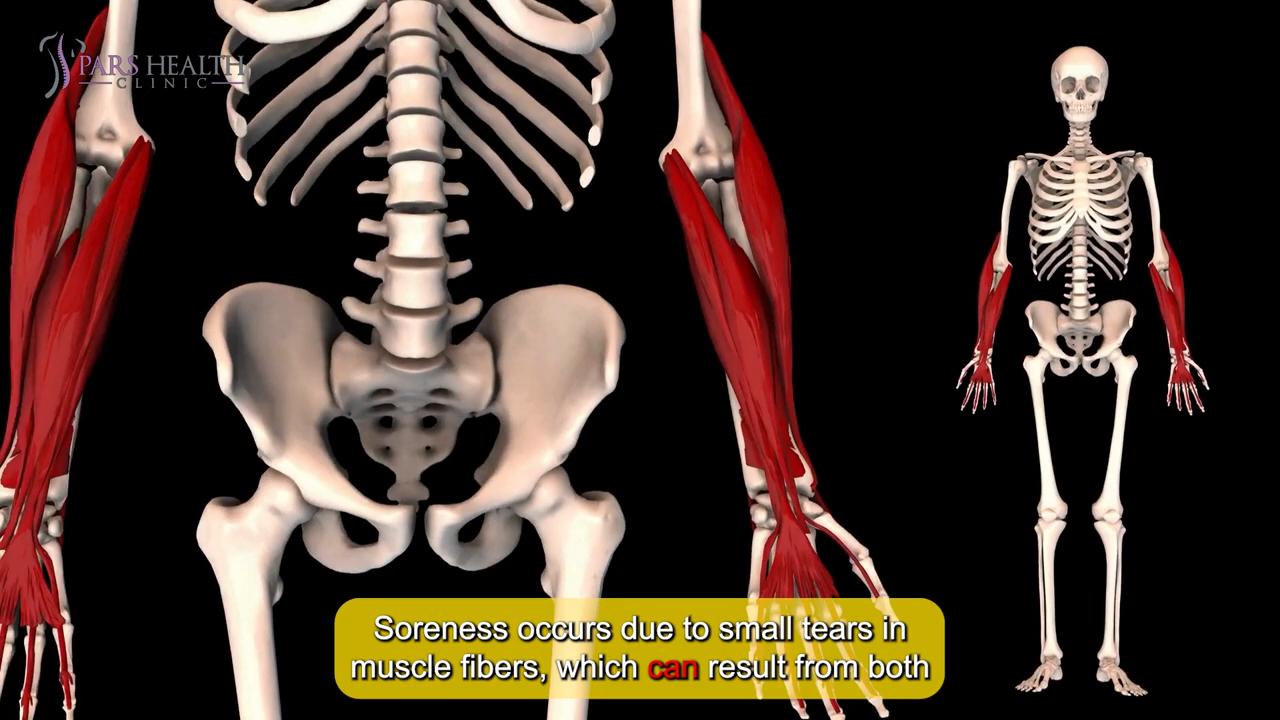 PARS HEALTH
CLINIC
Soreness occurs due to small tears in
muscle fibers, which can result from both